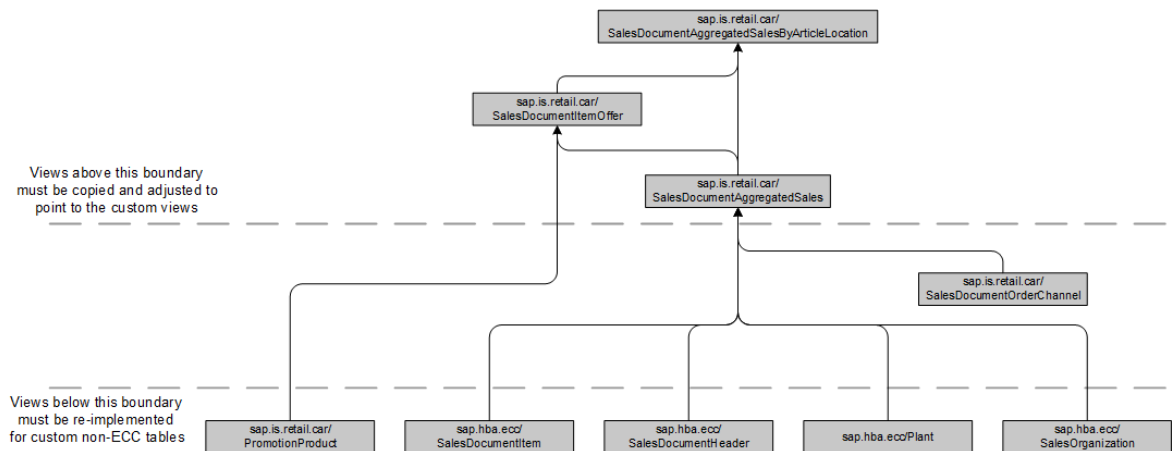 sap.is.retail.car/
SalesDocumentAggregatedSalesByArticleLocation
sap.is.retail.car/
SalesDocumentItemOffer
Views above this boundary
must be copied and adjusted to
point to the custom views
sap.is.retail.car/
SalesDocumentAggregatedSales
sap.is.retail.car/
SalesDocumentOrderChannel
Views below this boundary
must be re-implemented
for custom non-ECC tables
sap.is.retail.car/
PromotionProduct
sap.hba.ecc/
SalesDocumentItem
sap.hba.ecc/
SalesDocumentHeader
sap.hba.ecc/Plant
sap.hba.ecc/
SalesOrganization